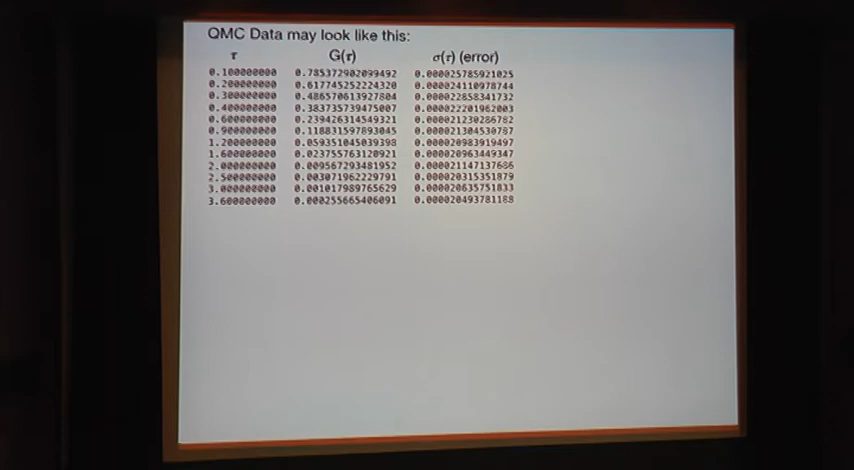 QMC Data may look like this:
τ G(τ) σ(τ) (error)
0.100000000 0.785372902099492 0.000025785921025
0.200000000 0.617745252224320 0.000024110978744
0.300000000 0.486570613927804 0.000022858341732
0.400000000 0.383735739475007 0.000022201962003
0.600000000 0.239426314549321 0.000021230286782
0.900000000 0.118831597893045 0.000021304530787
1.200000000 0.059351045039398 0.000020983919497
1.600000000 0.023755763120921 0.000020963449347
2.000000000 0.009567293481952 0.000021147137686
2.500000000 0.003071962229791 0.000020315351879
3.000000000 0.001017989765629 0.000020635751833
3.600000000 0.000255665406091 0.000020493781188